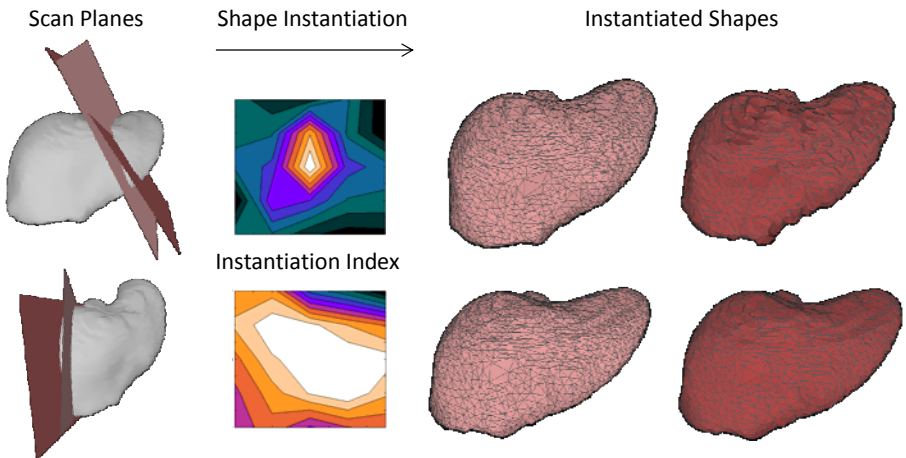 Scan Planes
Shape Instantiation
Instantiated Shapes
Instantiation Index